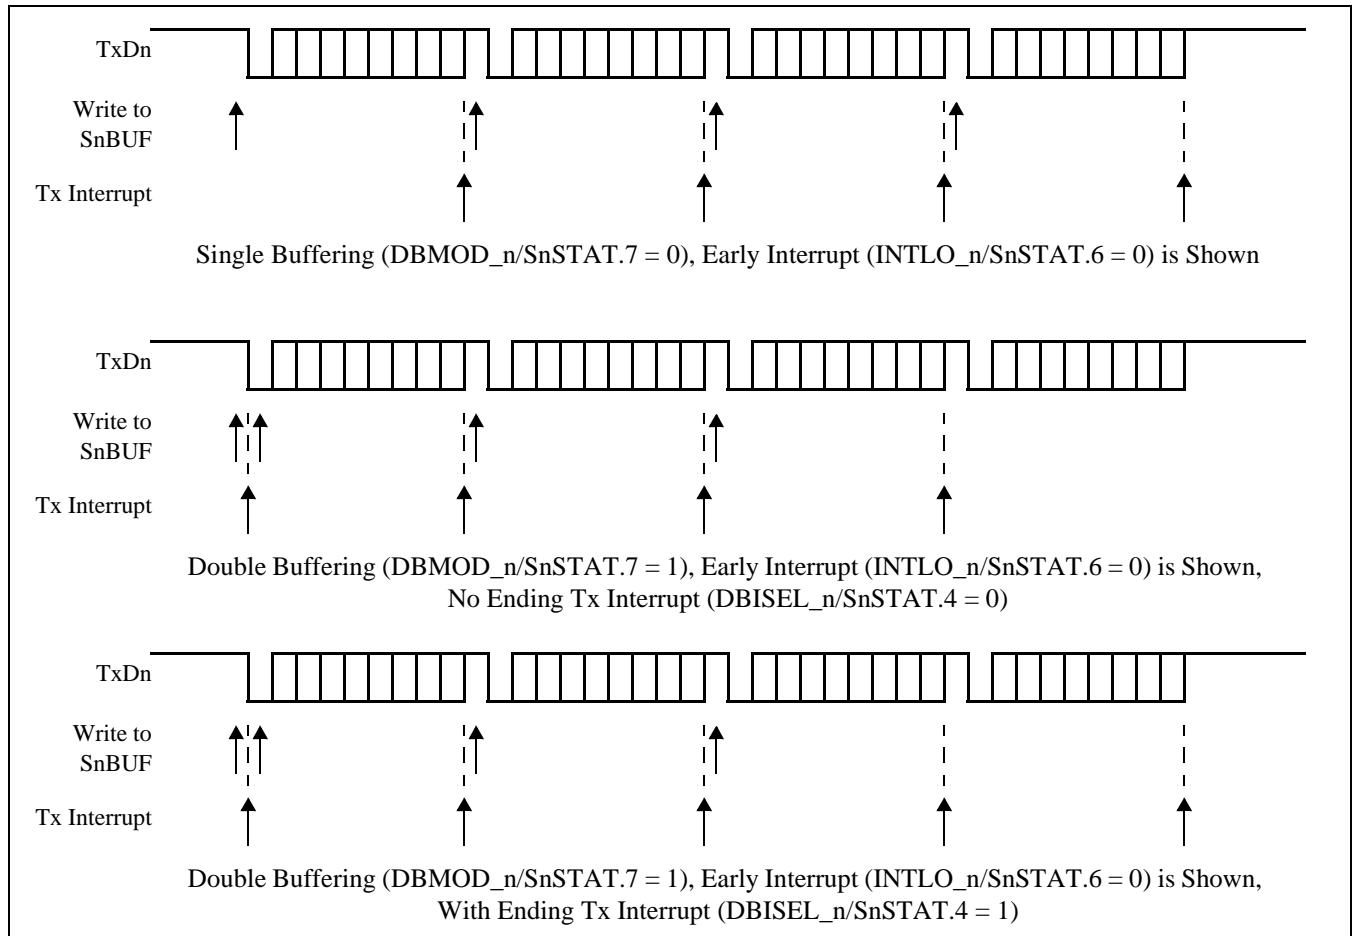 TxDn
Write to
SnBUF
Tx Interrupt
Single Buffering (DBMOD_n/SnSTAT.7 = 0), Early Interrupt (INTLO_n/SnSTAT.6 = 0) is Shown
TxDn
Write to
SnBUF
Tx Interrupt
Double Buffering (DBMOD_n/SnSTAT.7 = 1), Early Interrupt (INTLO_n/SnSTAT.6 = 0) is Shown,
No Ending Tx Interrupt (DBISEL_n/SnSTAT.4 = 0)
TxDn
Write to
SnBUF
Tx Interrupt
Double Buffering (DBMOD_n/SnSTAT.7 = 1), Early Interrupt (INTLO_n/SnSTAT.6 = 0) is Shown,
With Ending Tx Interrupt (DBISEL_n/SnSTAT.4 = 1)